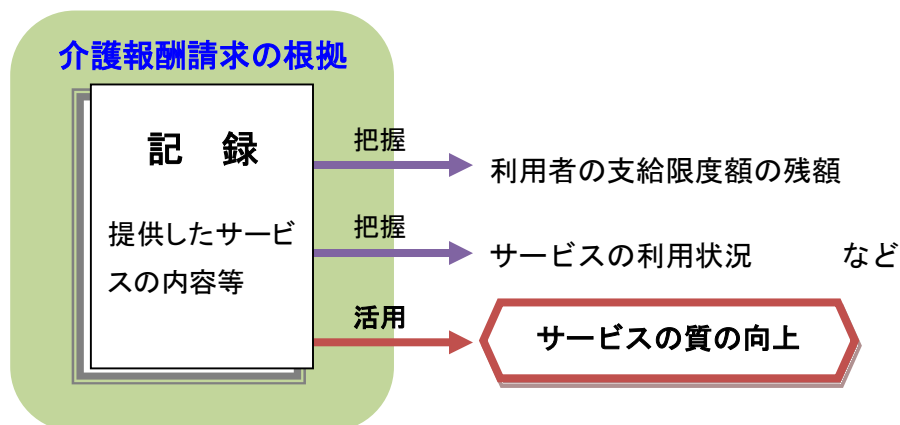 介護報酬請求の根拠
記　録
提供したサービ
スの内容等
把握
利用者の支給限度額の残額
把握
サービスの利用状況　　　など
活用
サービスの質の向上